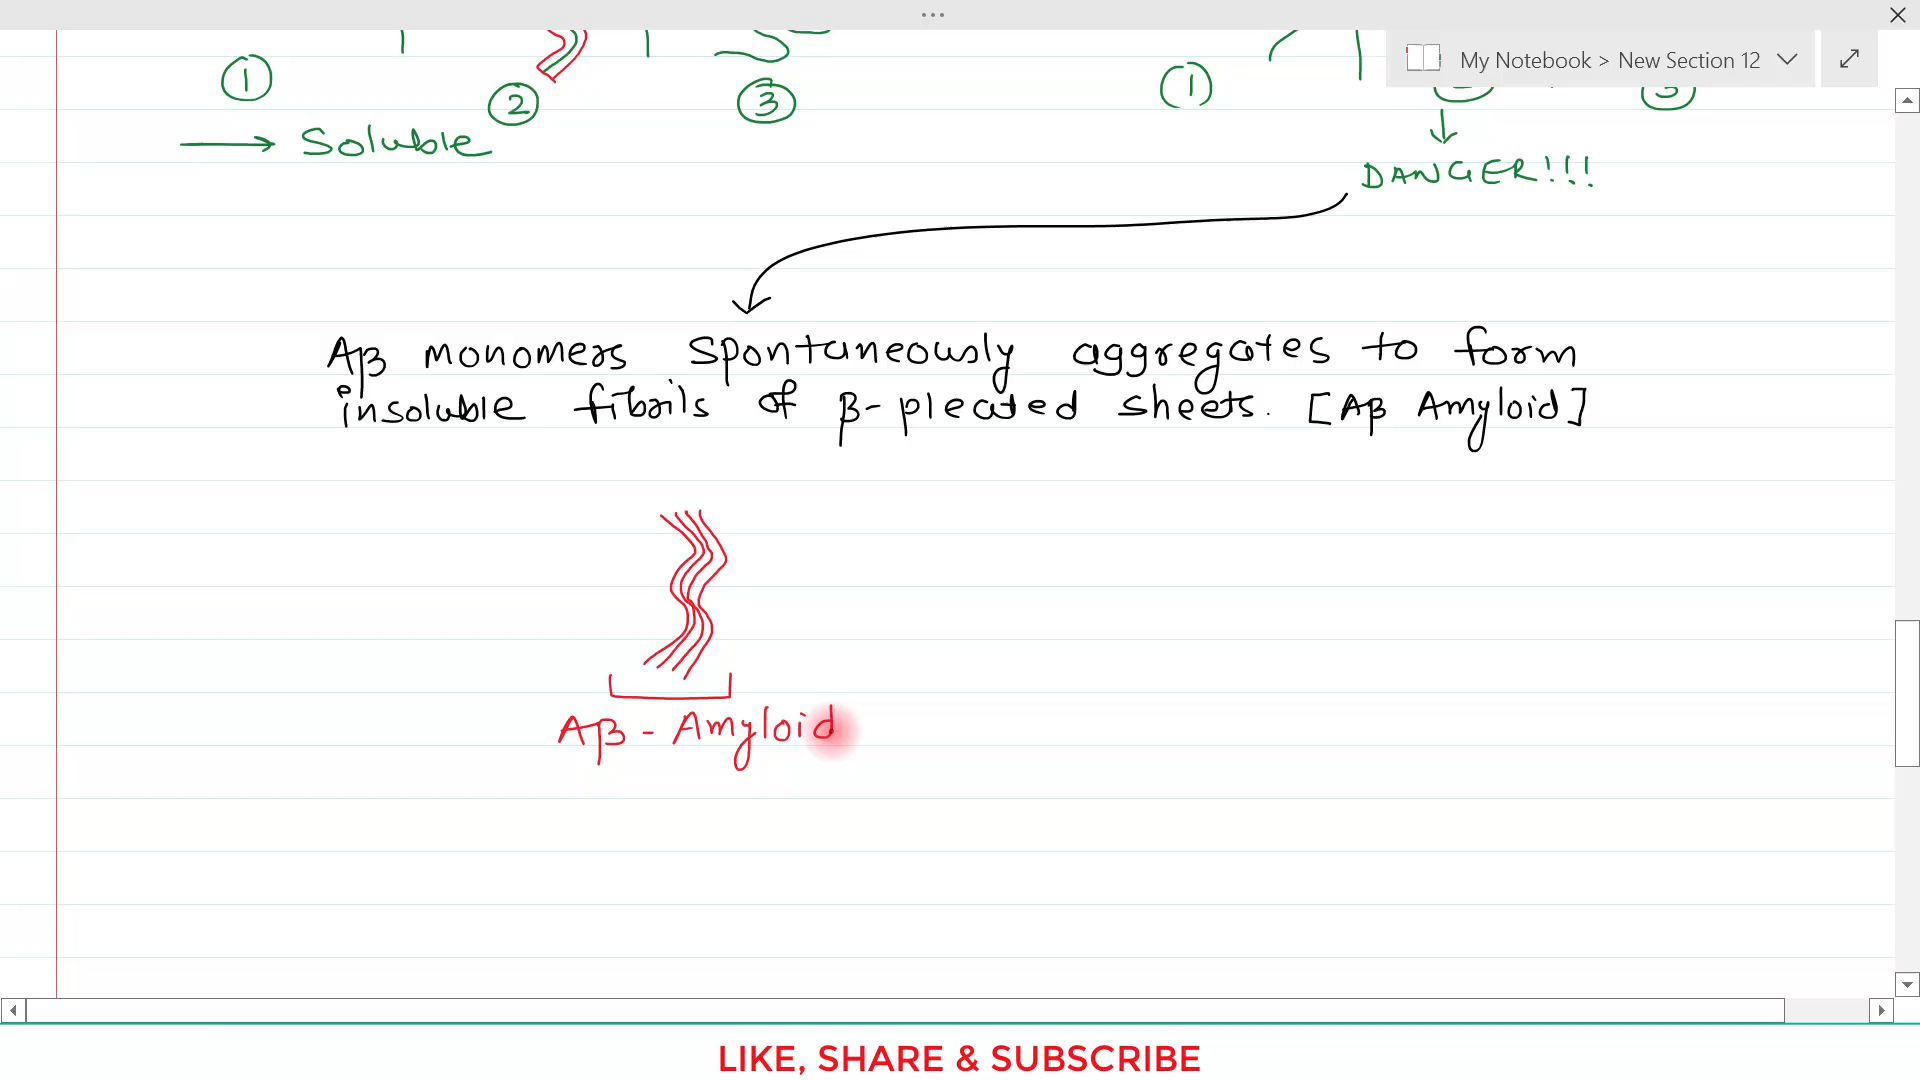 My Notebook > New Section 12
① ② ③ ①
→ Soluble
DANGER!!!
Aβ monomers spontaneously aggregates to form
insoluble fibrils of β-pleated sheets. [Aβ Amyloid]
Aβ - Amyloid
LIKE, SHARE & SUBSCRIBE